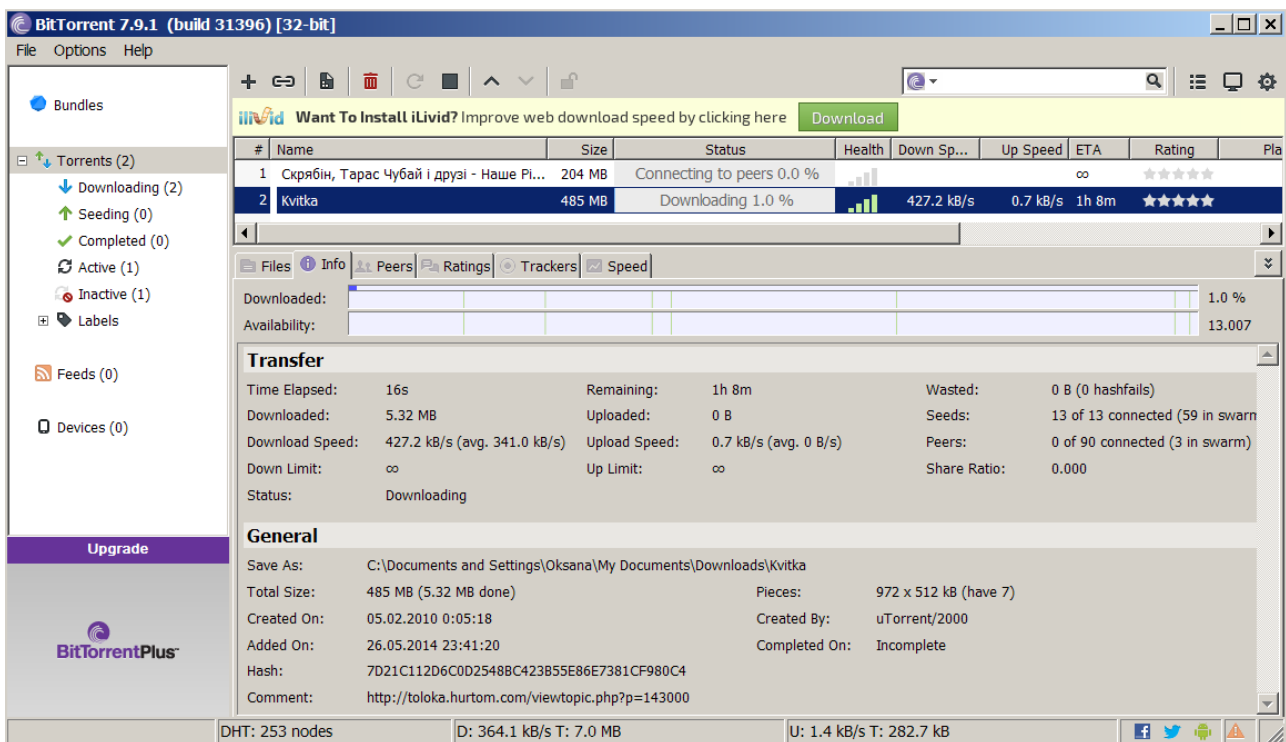 BitTorrent 7.9.1 (build 31396) [32-bit]
File Options Help
Bundles
Torrents (2)
Downloading (2)
Seeding (0)
Completed (0)
Active (1)
Inactive (1)
Labels
Feeds (0)
Devices (0)
Upgrade
BitTorrentPlus
ilivid Want To Install iLivid? Improve web download speed by clicking here Download
# Name Size Status Health Down Sp... Up Speed ETA Rating Pla
1 Скрябін, Тарас Чубай і друзі - Наше Рі... 204 MB Connecting to peers 0.0 % ∞
2 Kvitka 485 MB Downloading 1.0 % 427.2 kB/s 0.7 kB/s 1h 8m
Files Info Peers Ratings Trackers Speed
Downloaded: 1.0 %
Availability: 13.007
Transfer
Time Elapsed: 16s Remaining: 1h 8m Wasted: 0 B (0 hashfails)
Downloaded: 5.32 MB Uploaded: 0 B Seeds: 13 of 13 connected (59 in swarm
Download Speed: 427.2 kB/s (avg. 341.0 kB/s) Upload Speed: 0.7 kB/s (avg. 0 B/s) Peers: 0 of 90 connected (3 in swarm)
Down Limit: ∞ Up Limit: ∞ Share Ratio: 0.000
Status: Downloading
General
Save As: C:\Documents and Settings\Oksana\My Documents\Downloads\Kvitka
Total Size: 485 MB (5.32 MB done) Pieces: 972 x 512 kB (have 7)
Created On: 05.02.2010 0:05:18 Created By: uTorrent/2000
Added On: 26.05.2014 23:41:20 Completed On: Incomplete
Hash: 7D21C112D6C0D2548BC423B55E86E7381CF980C4
Comment: http://toloka.hurtom.com/viewtopic.php?p=143000
DHT: 253 nodes D: 364.1 kB/s T: 7.0 MB U: 1.4 kB/s T: 282.7 kB